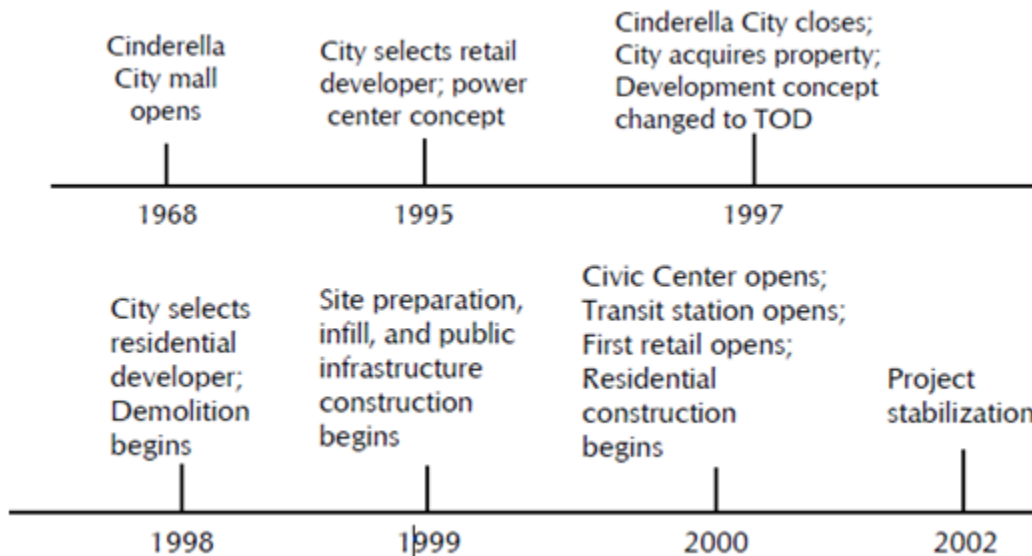 Cinderella
City mall
opens
City selects retail
developer; power
center concept
Cinderella City closes;
City acquires property;
Development concept
changed to TOD
1968
1995
1997
City selects
residential
developer;
Demolition
begins
Site preparation,
infill, and public
infrastructure
construction
begins
Civic Center opens;
Transit station opens;
First retail opens;
Residential
construction
begins
Project
stabilization
1998
1999
2000
2002